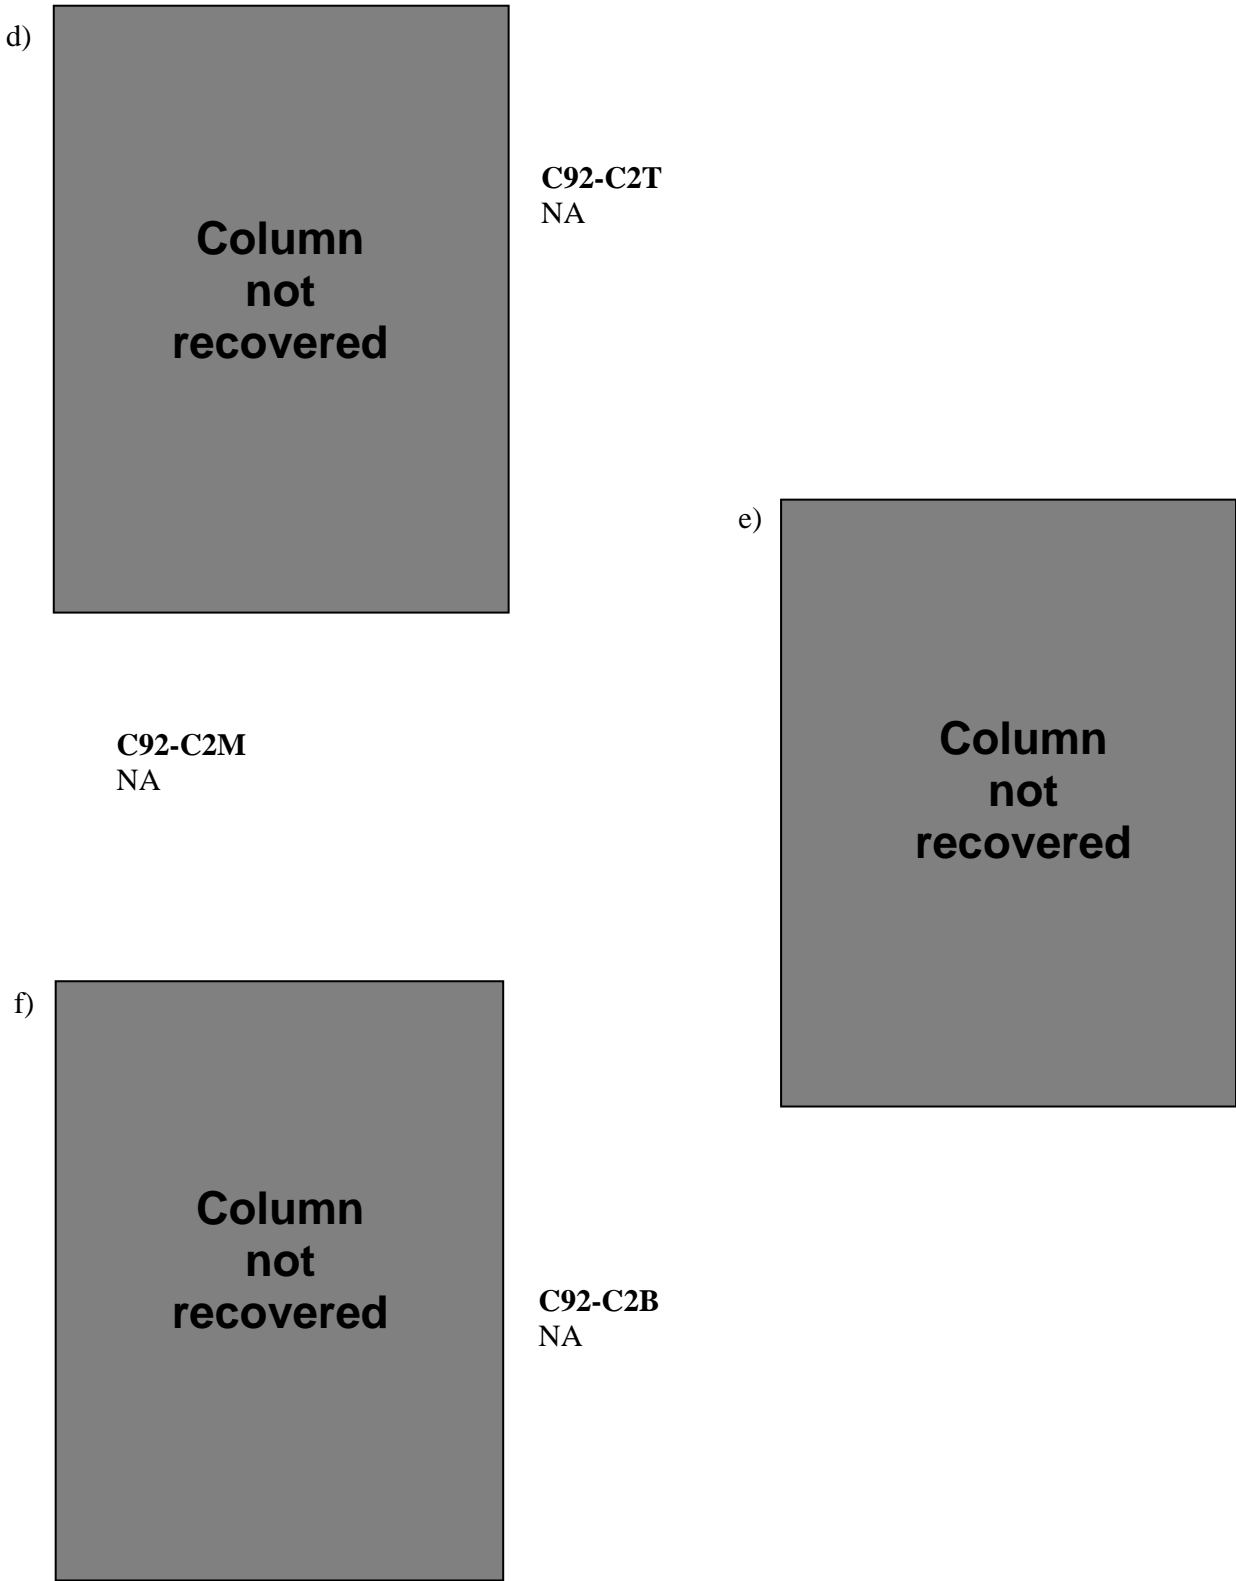 d)
Column
not
recovered
C92-C2T
NA
e)
Column
not
recovered
C92-C2M
NA
f)
Column
not
recovered
C92-C2B
NA